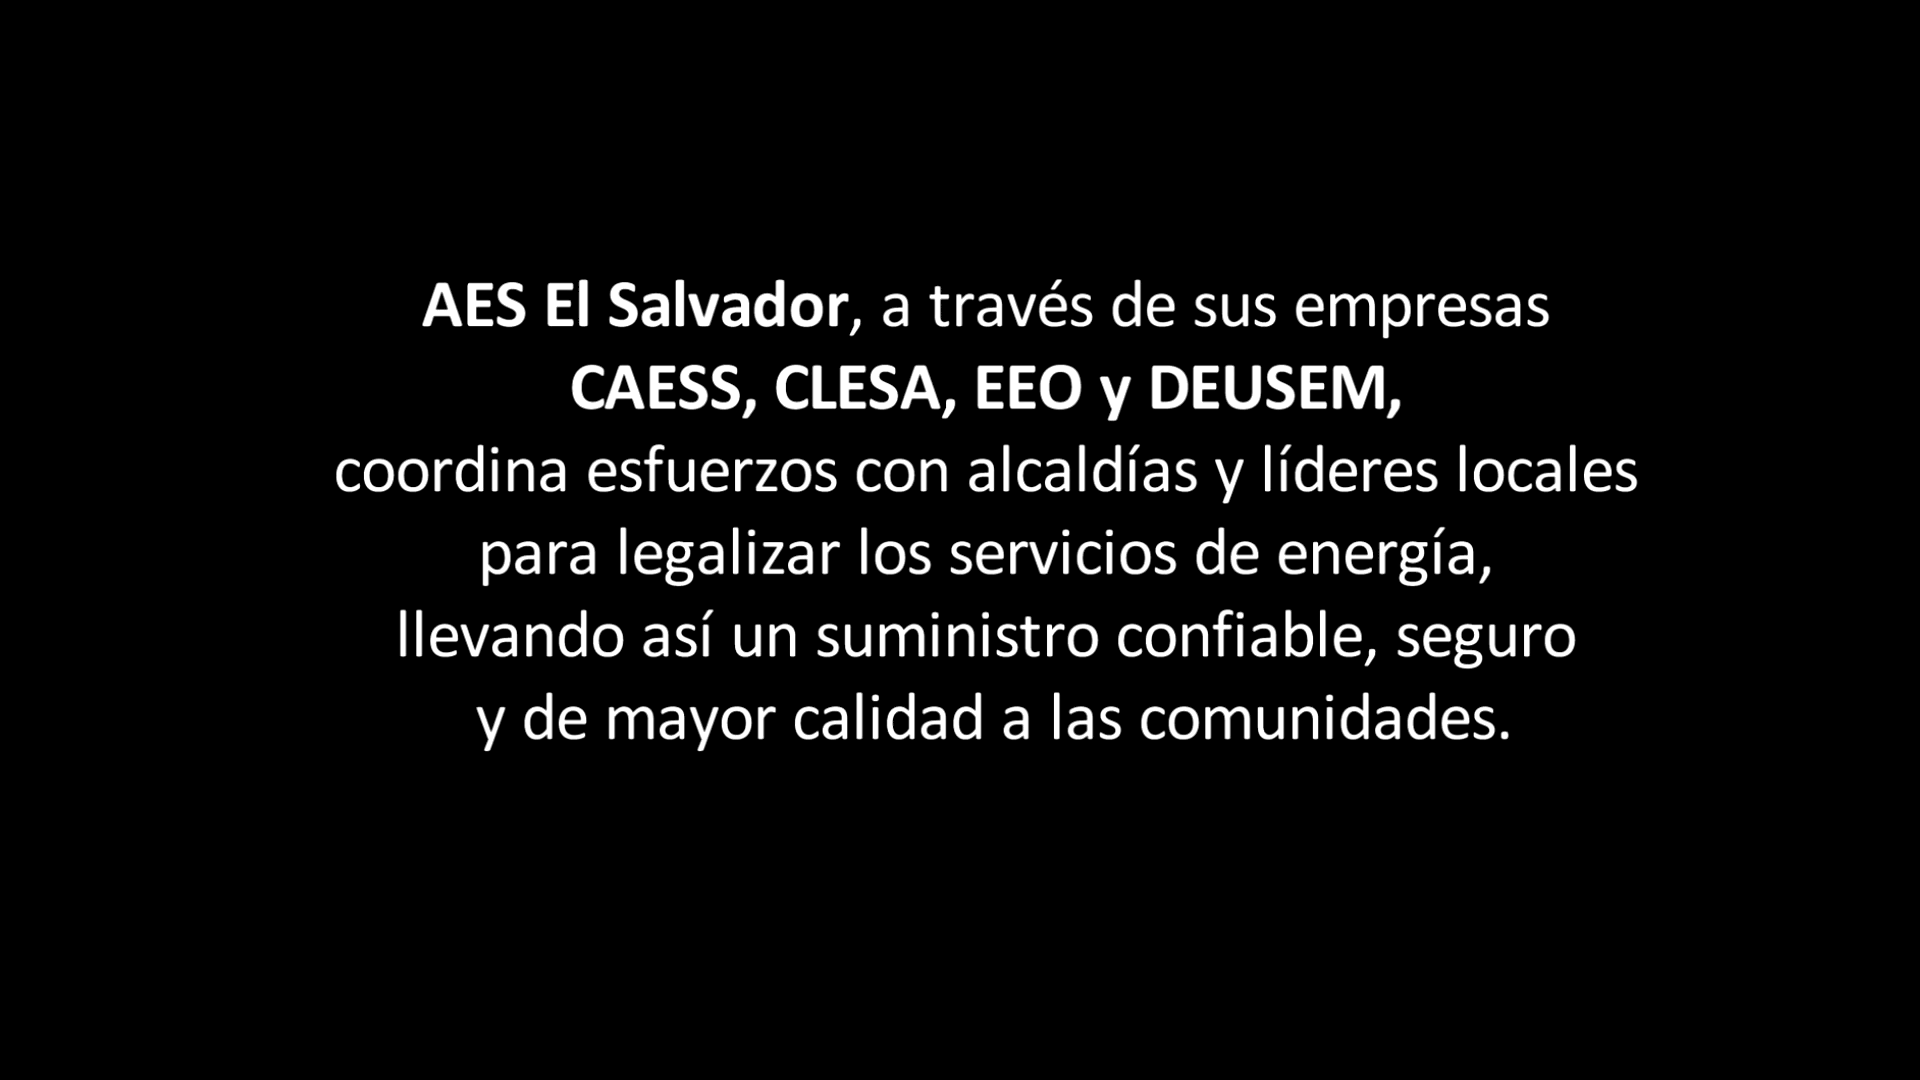 AES El Salvador, a través de sus empresas
CAESS, CLESA, EEO y DEUSEM,
coordina esfuerzos con alcaldías y líderes locales
para legalizar los servicios de energía,
llevando así un suministro confiable, seguro
y de mayor calidad a las comunidades.